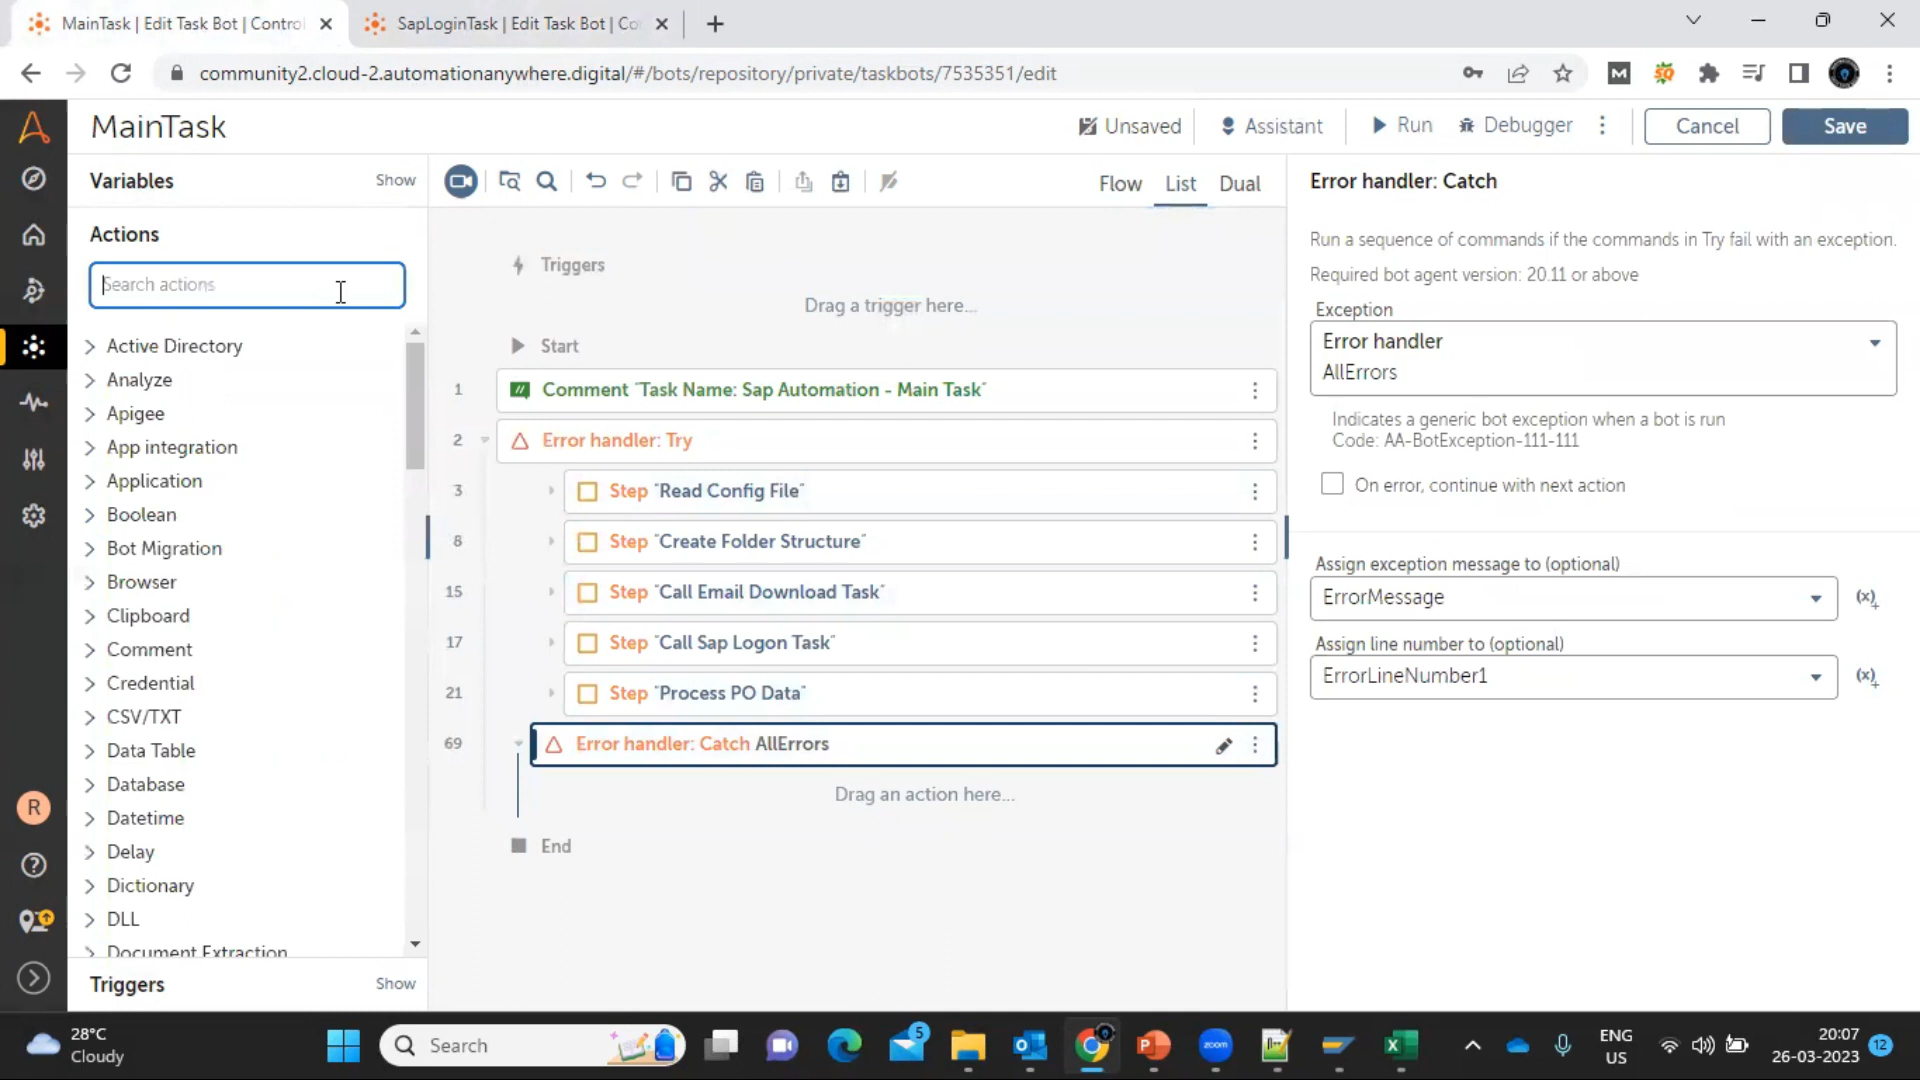 MainTask | Edit Task Bot | Contro
SapLoginTask | Edit Task Bot | Co
community2.cloud-2.automationanywhere.digital/#/bots/repository/private/taskbots/7535351/edit
MainTask
Unsaved
Assistant
Run
Debugger
Cancel
Save
Variables
Show
Flow
List
Dual
Error handler: Catch
Actions
Search actions
Active Directory
Analyze
Apigee
App integration
Application
Boolean
Bot Migration
Browser
Clipboard
Comment
Credential
CSV/TXT
Data Table
Database
Datetime
Delay
Dictionary
DLL
Document Extraction
Triggers
Show
Triggers
Drag a trigger here...
Start
1 Comment "Task Name: Sap Automation - Main Task"
2 Error handler: Try
3 Step "Read Config File"
8 Step "Create Folder Structure"
15 Step "Call Email Download Task"
17 Step "Call Sap Logon Task"
21 Step "Process PO Data"
69 Error handler: Catch AllErrors
Drag an action here...
End
Run a sequence of commands if the commands in Try fail with an exception.
Required bot agent version: 20.11 or above
Exception
Error handler
AllErrors
Indicates a generic bot exception when a bot is run
Code: AA-BotException-111-111
On error, continue with next action
Assign exception message to (optional)
ErrorMessage
(x)+
Assign line number to (optional)
ErrorLineNumber1
(x)+
R
28°C
Cloudy
Search
5
zoom
ENG
US
20:07
26-03-2023
12